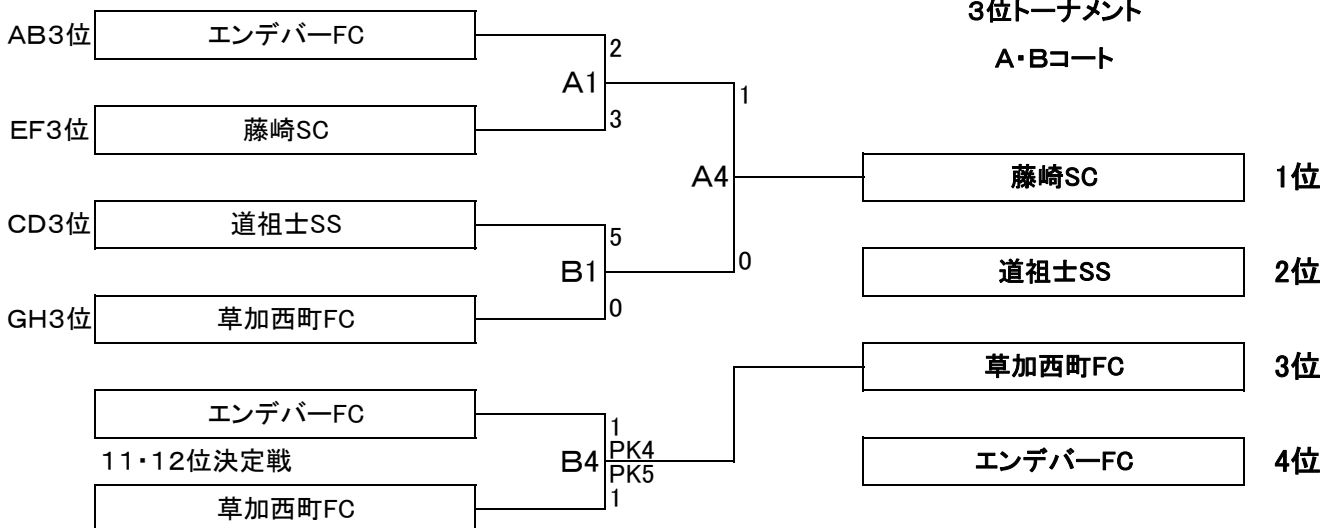 3位トーナメント
A・Bコート
AB3位 エンデバーFC
2
A1
1
EF3位 藤崎SC
3
A4
藤崎SC 1位
CD3位 道祖士SS
5
B1
0
道祖士SS 2位
GH3位 草加西町FC
0
草加西町FC 3位
エンデバーFC
1
11・12位決定戦
B4
PK4
PK5
エンデバーFC 4位
草加西町FC
1